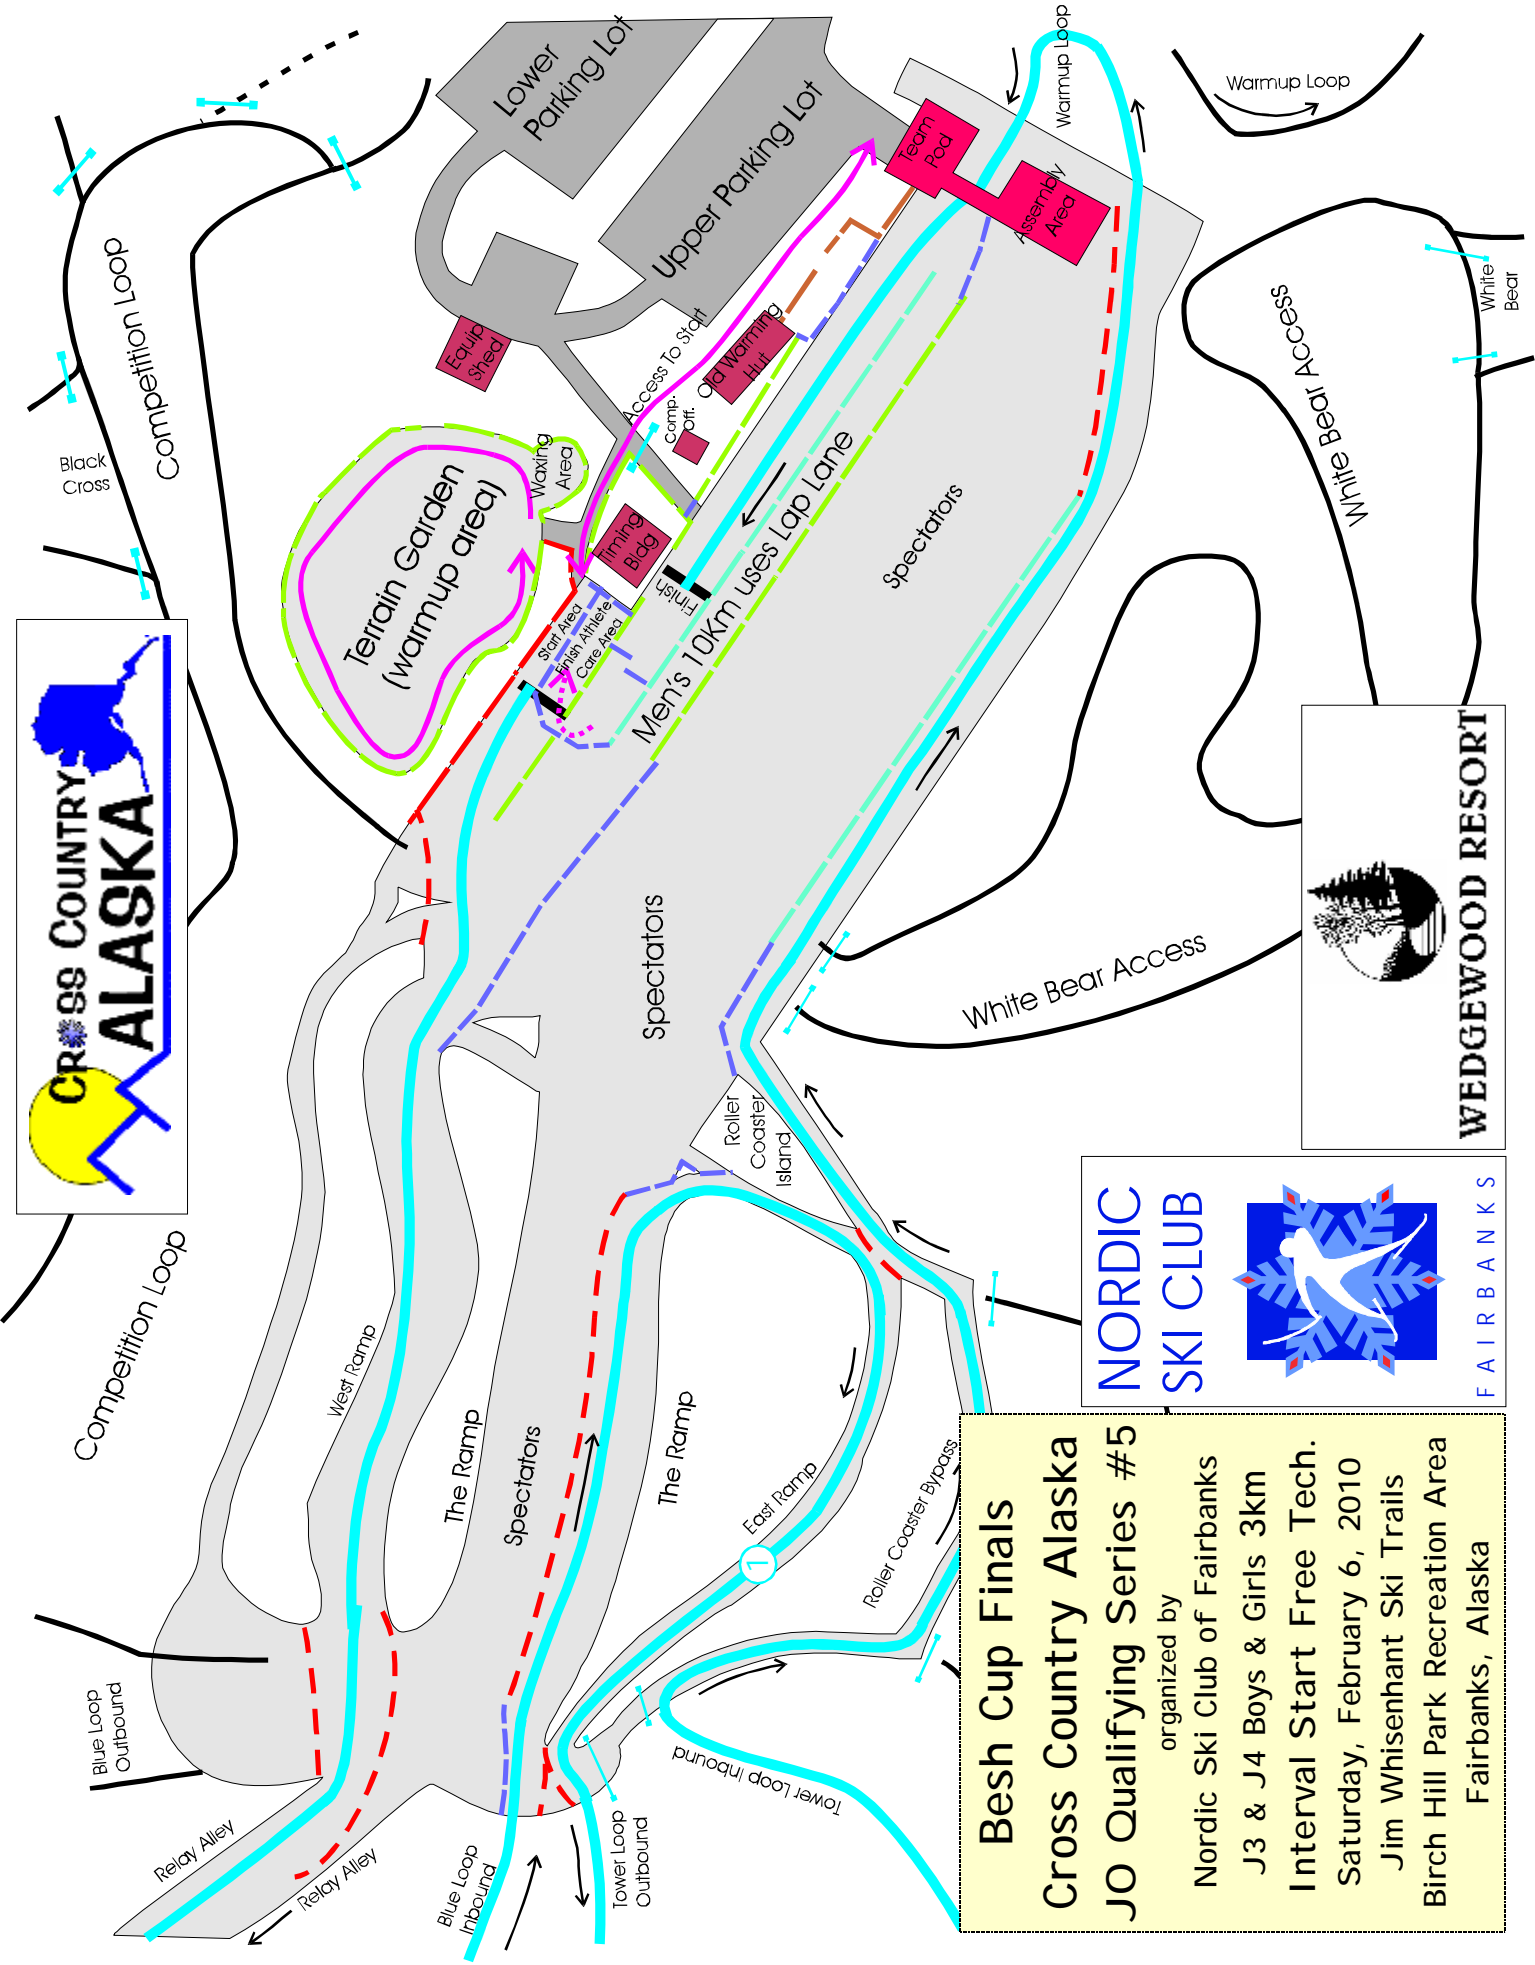 Besh Cup Finals
Cross Country Alaska
JO Qualifying Series #5
organized by
Nordic Ski Club of Fairbanks
J3 & J4 Boys & Girls 3km
Interval Start Free Tech.
Saturday, February 6, 2010
Jim Whisenhant Ski Trails
Birch Hill Park Recreation Area
Fairbanks, Alaska
NORDIC
SKI CLUB
FAIRBANKS
WEDGEWOOD RESORT
CROSS COUNTRY
ALASKA
Relay Alley
Relay Alley
Blue Loop
Outbound
Blue Loop
Inbound
Tower Loop
Outbound
Tower Loop Inbound
Competition Loop
West Ramp
The Ramp
Spectators
The Ramp
East Ramp
1
Roller Coaster Bypass
Roller
Coaster
Island
Spectators
White Bear Access
Competition Loop
Black
Cross
Terrain Garden
(warmup area)
Waxing
Area
Start Area
Finish Athlete
Care Area
Timing
Bldg
Finish
Men's 10Km uses Lap Lane
Spectators
Equip
Shed
Access To Start
Comp.
Off.
Old Warming
Hut
Lower
Parking Lot
Upper Parking Lot
Team
Pod
Assembly
Area
Warmup Loop
Warmup Loop
White Bear Access
White Bear Access
White
Bear